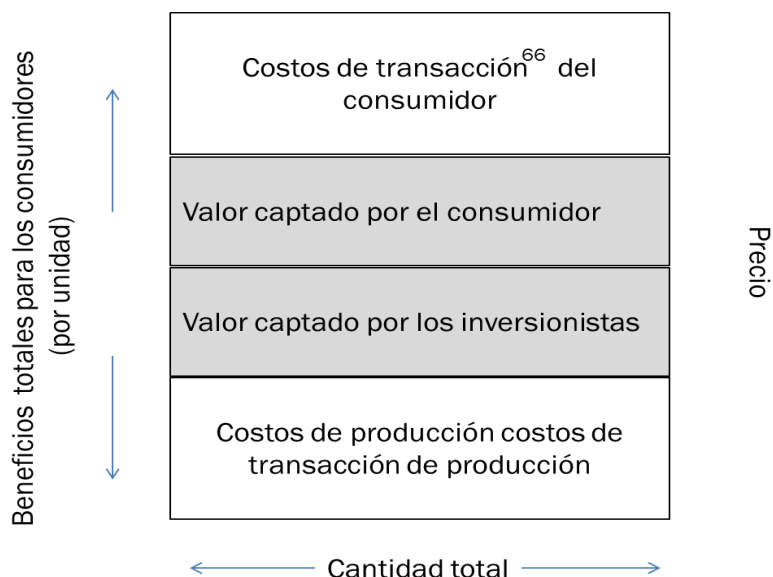 Beneficios totales para los consumidores
(por unidad)
Costos de transacción66 del
consumidor
Valor captado por el consumidor
Valor captado por los inversionistas
Costos de producción costos de
transacción de producción
Precio
Cantidad total